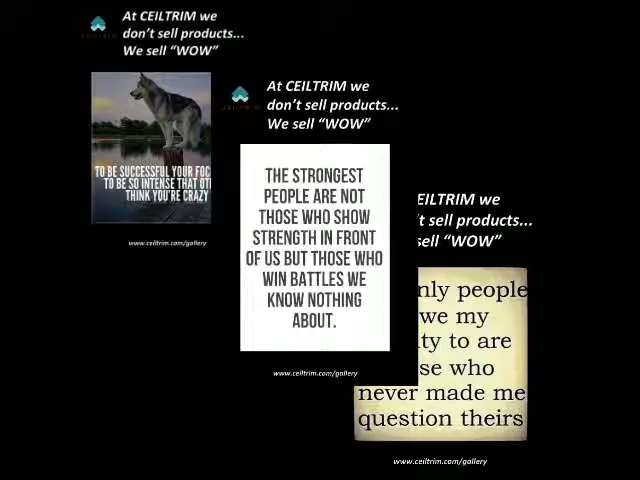 At CEILTRIM we
don't sell products...
We sell "WOW"
TO BE SUCCESSFUL YOUR FOC
TO BE SO INTENSE THAT OT
THINK YOU'RE CRAZY
www.ceiltrim.com/gallery
At CEILTRIM we
don't sell products...
We sell "WOW"
THE STRONGEST
PEOPLE ARE NOT
THOSE WHO SHOW
STRENGTH IN FRONT
OF US BUT THOSE WHO
WIN BATTLES WE
KNOW NOTHING
ABOUT.
www.ceiltrim.com/gallery
EILTRIM we
't sell products...
sell "WOW"
nly people
we my
ty to are
se who
never made me
question theirs
www.ceiltrim.com/gallery